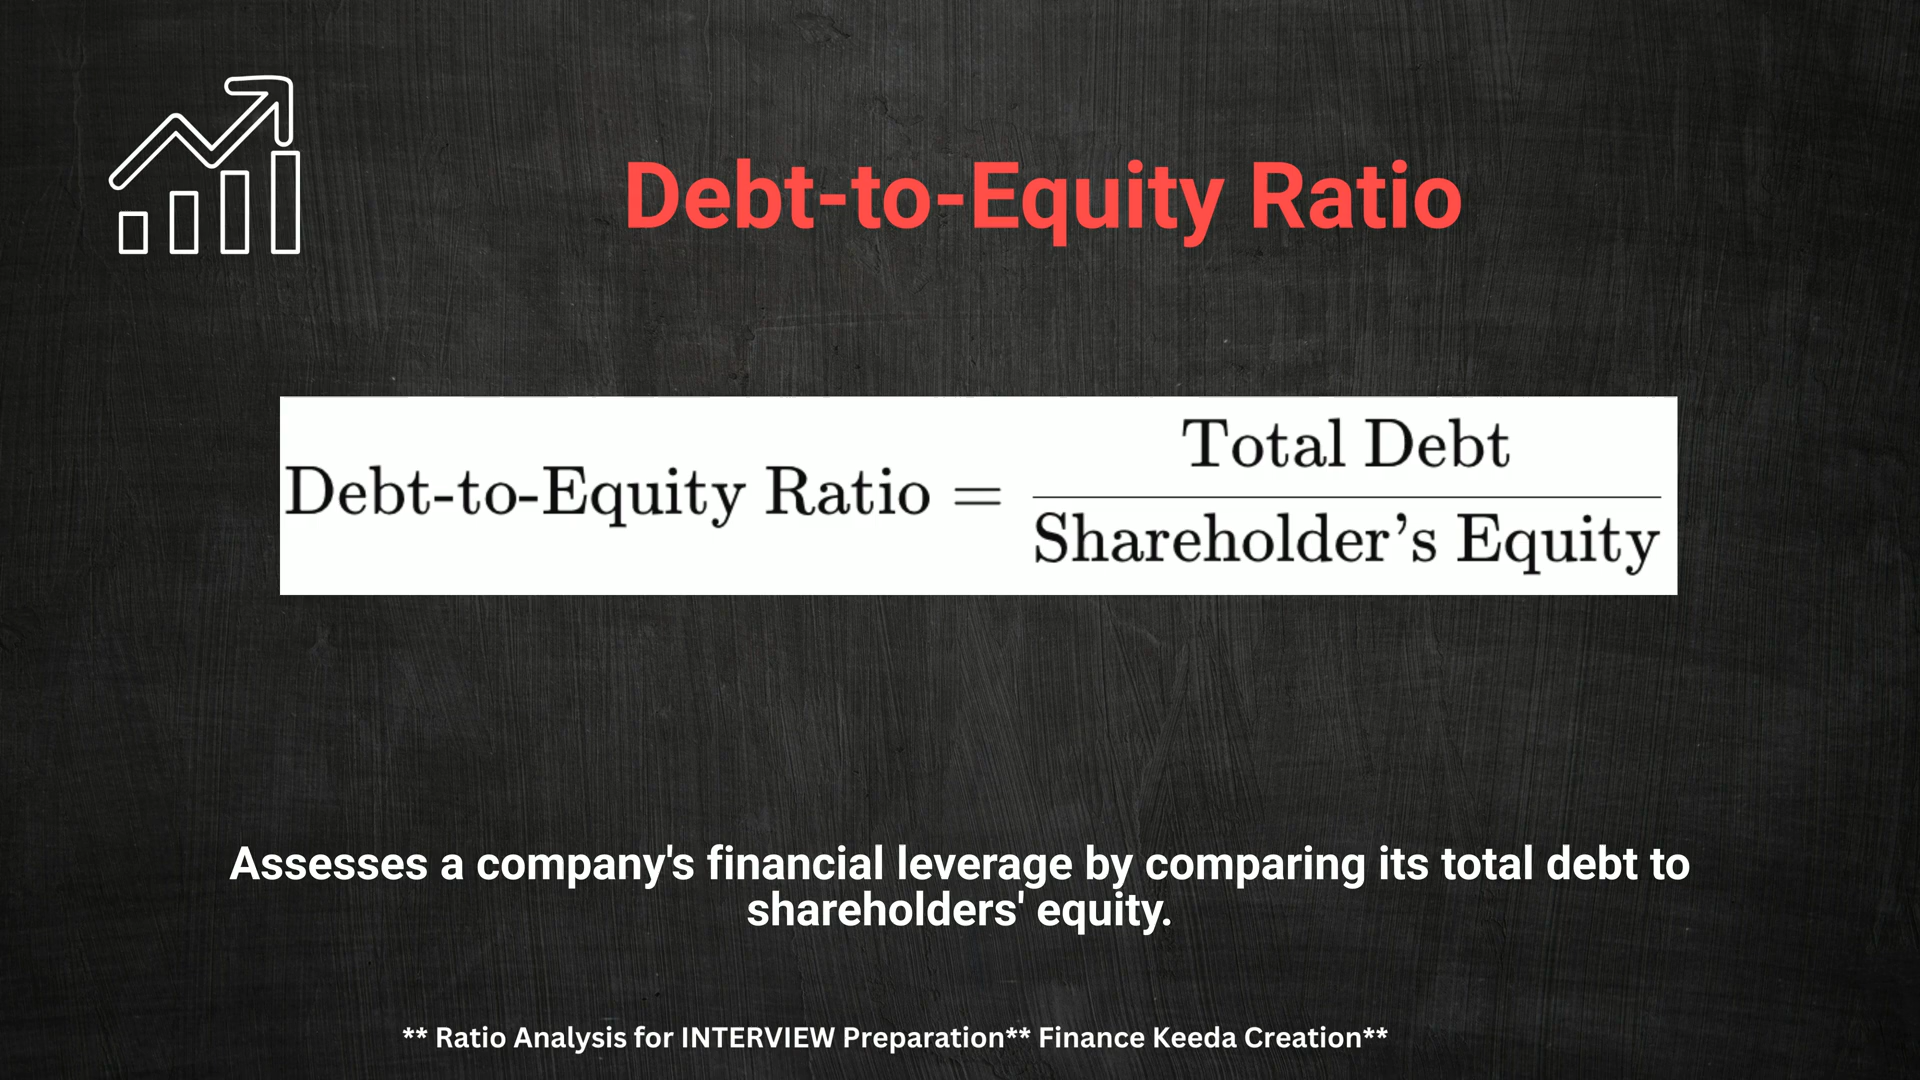 Debt-to-Equity Ratio
Debt-to-Equity Ratio = Total Debt
Shareholder’s Equity
Assesses a company's financial leverage by comparing its total debt to
shareholders' equity.
** Ratio Analysis for INTERVIEW Preparation** Finance Keeda Creation**